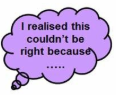 I realised this
couldn't be
right because
.....